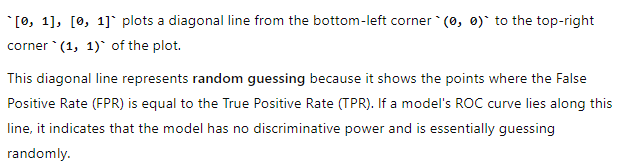 `[0, 1], [0, 1]` plots a diagonal line from the bottom-left corner `(0, 0)` to the top-right
corner `(1, 1)` of the plot.
This diagonal line represents random guessing because it shows the points where the False
Positive Rate (FPR) is equal to the True Positive Rate (TPR). If a model's ROC curve lies along this
line, it indicates that the model has no discriminative power and is essentially guessing
randomly.